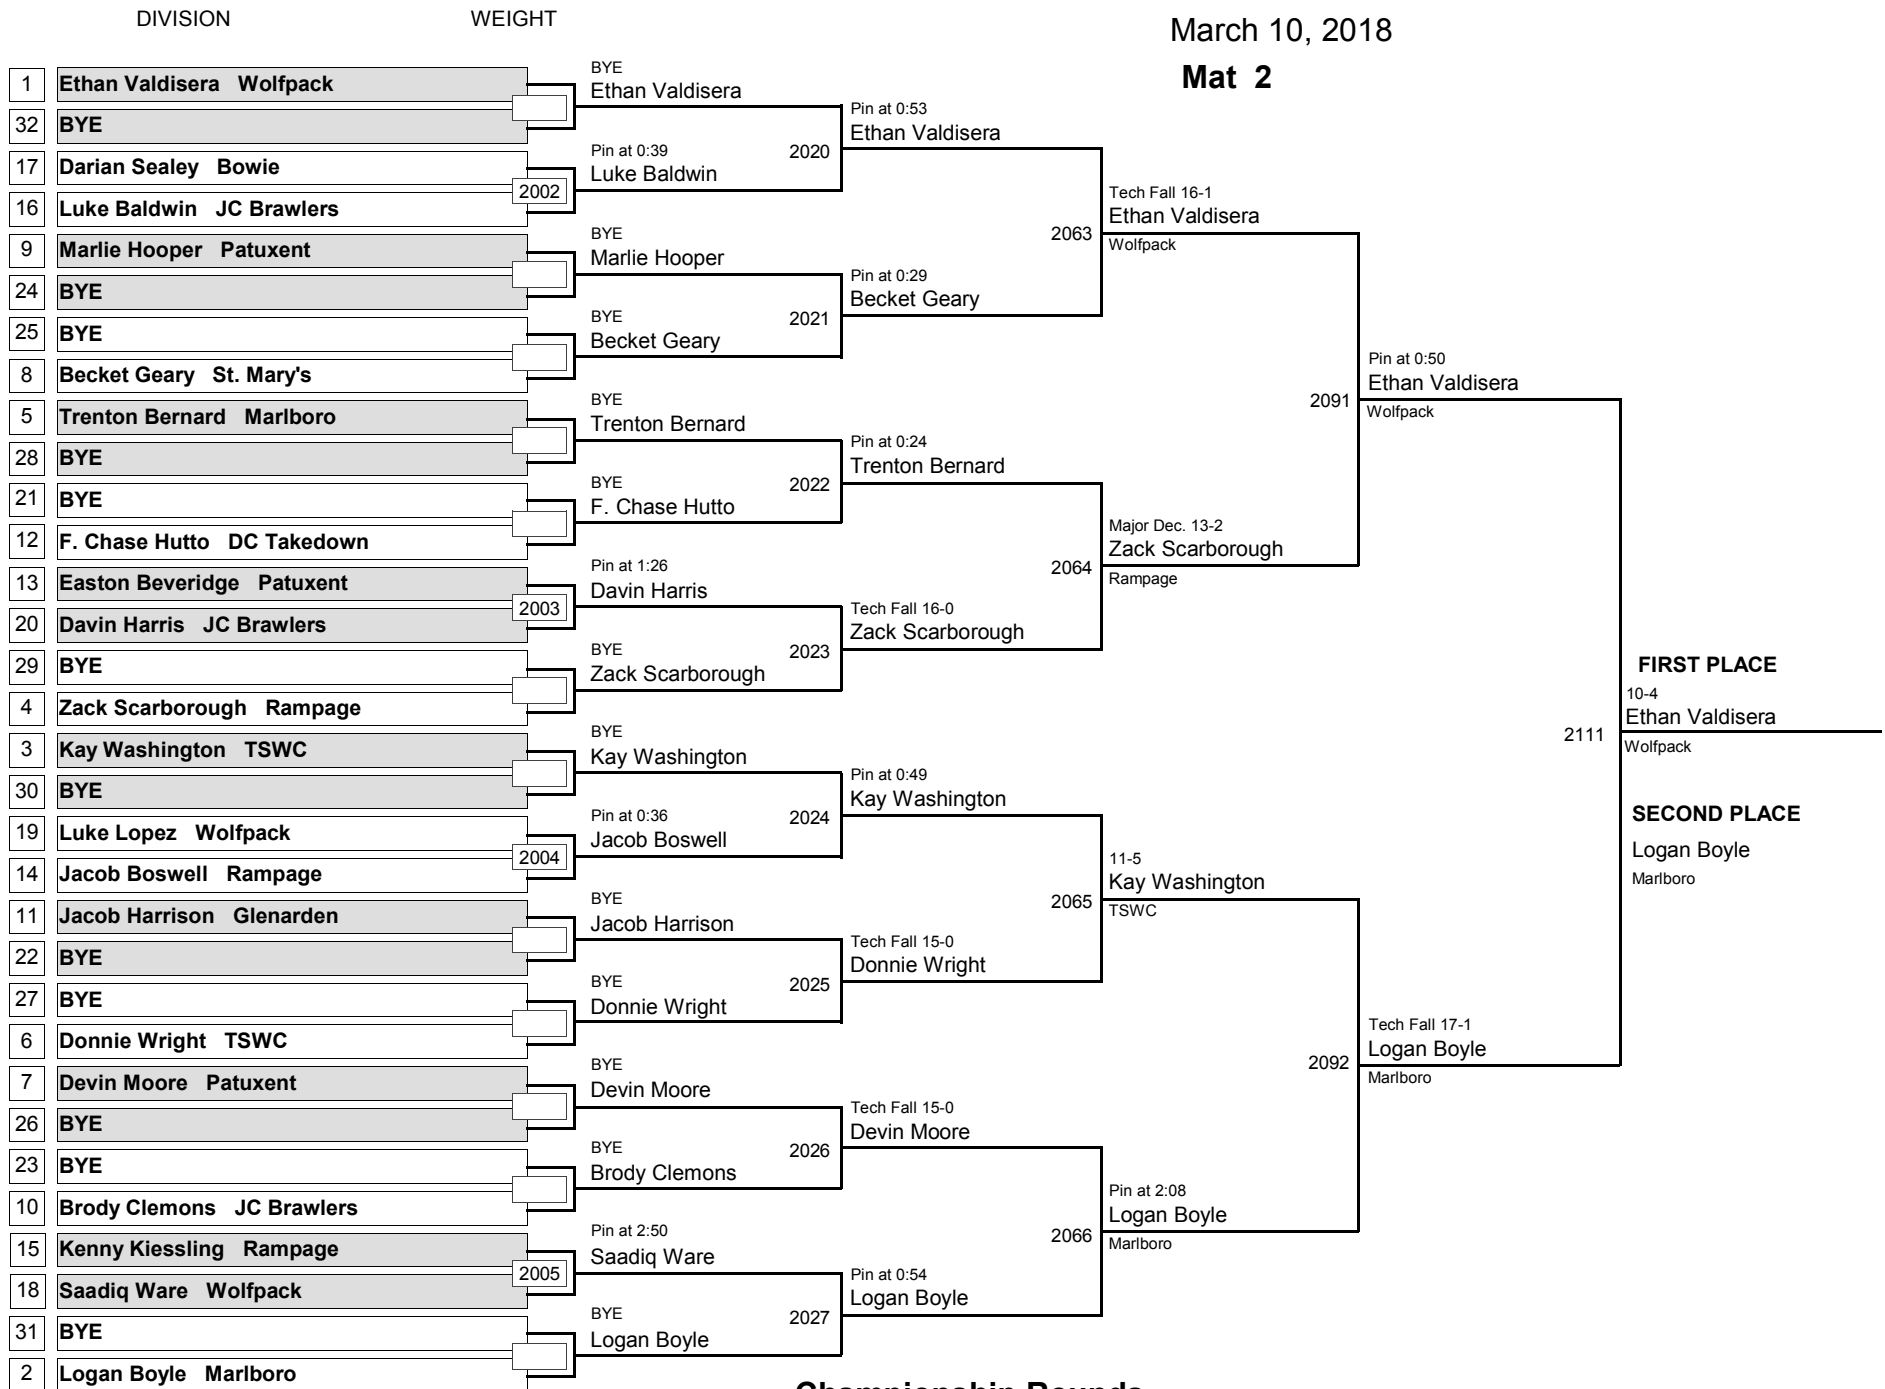 DIVISION WEIGHT
March 10, 2018
Mat 2
1 Ethan Valdisera Wolfpack
32 BYE
17 Darian Sealey Bowie
2002
16 Luke Baldwin JC Brawlers
9 Marlie Hooper Patuxent
24 BYE
25 BYE
8 Becket Geary St. Mary's
5 Trenton Bernard Marlboro
28 BYE
21 BYE
12 F. Chase Hutto DC Takedown
13 Easton Beveridge Patuxent
2003
20 Davin Harris JC Brawlers
29 BYE
4 Zack Scarborough Rampage
3 Kay Washington TSWC
30 BYE
19 Luke Lopez Wolfpack
2004
14 Jacob Boswell Rampage
11 Jacob Harrison Glenarden
22 BYE
27 BYE
6 Donnie Wright TSWC
7 Devin Moore Patuxent
26 BYE
23 BYE
10 Brody Clemons JC Brawlers
15 Kenny Kiessling Rampage
2005
18 Saadiq Ware Wolfpack
31 BYE
2 Logan Boyle Marlboro
BYE
Ethan Valdisera
Pin at 0:39
Luke Baldwin
2020
BYE
Marlie Hooper
BYE
Becket Geary
2021
BYE
Trenton Bernard
BYE
F. Chase Hutto
2022
Pin at 1:26
Davin Harris
BYE
Zack Scarborough
2023
BYE
Kay Washington
Pin at 0:36
Jacob Boswell
2024
BYE
Jacob Harrison
BYE
Donnie Wright
2025
BYE
Devin Moore
BYE
Brody Clemons
2026
Pin at 2:50
Saadiq Ware
BYE
Logan Boyle
2027
Pin at 0:53
Ethan Valdisera
2063
Pin at 0:29
Becket Geary
Pin at 0:24
Trenton Bernard
2064
Tech Fall 16-0
Zack Scarborough
Pin at 0:49
Kay Washington
2065
Tech Fall 15-0
Donnie Wright
Tech Fall 15-0
Devin Moore
2066
Pin at 0:54
Logan Boyle
Tech Fall 16-1
Ethan Valdisera
Wolfpack
2091
Major Dec. 13-2
Zack Scarborough
Rampage
11-5
Kay Washington
TSWC
2092
Pin at 2:08
Logan Boyle
Marlboro
Pin at 0:50
Ethan Valdisera
Wolfpack
2111
Tech Fall 17-1
Logan Boyle
Marlboro
FIRST PLACE
10-4
Ethan Valdisera
Wolfpack
SECOND PLACE
Logan Boyle
Marlboro
Championship Rounds